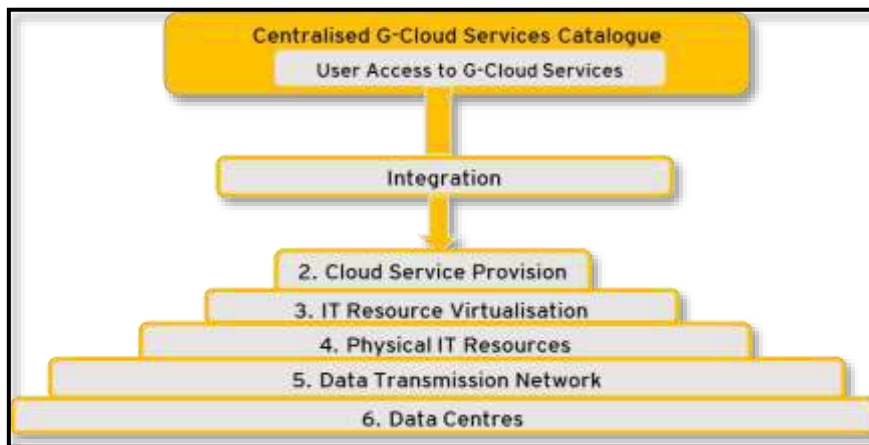 Centralised G-Cloud Services Catalogue
User Access to G-Cloud Services
Integration
2. Cloud Service Provision
3. IT Resource Virtualisation
4. Physical IT Resources
5. Data Transmission Network
6. Data Centres